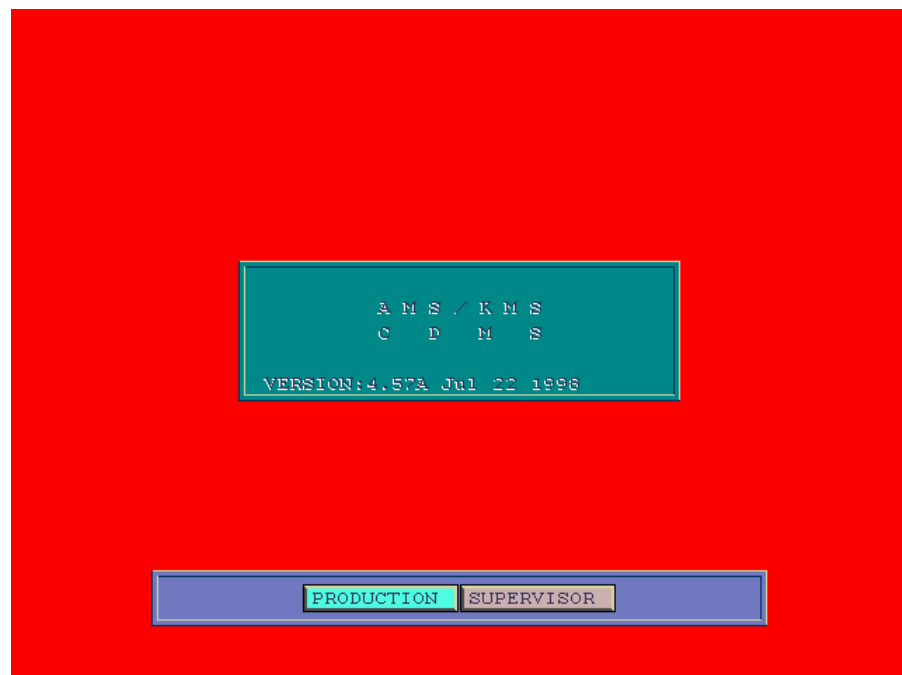 A M S / K M S
C D M S
VERSION:4.57A Jul 22 1998
PRODUCTION SUPERVISOR